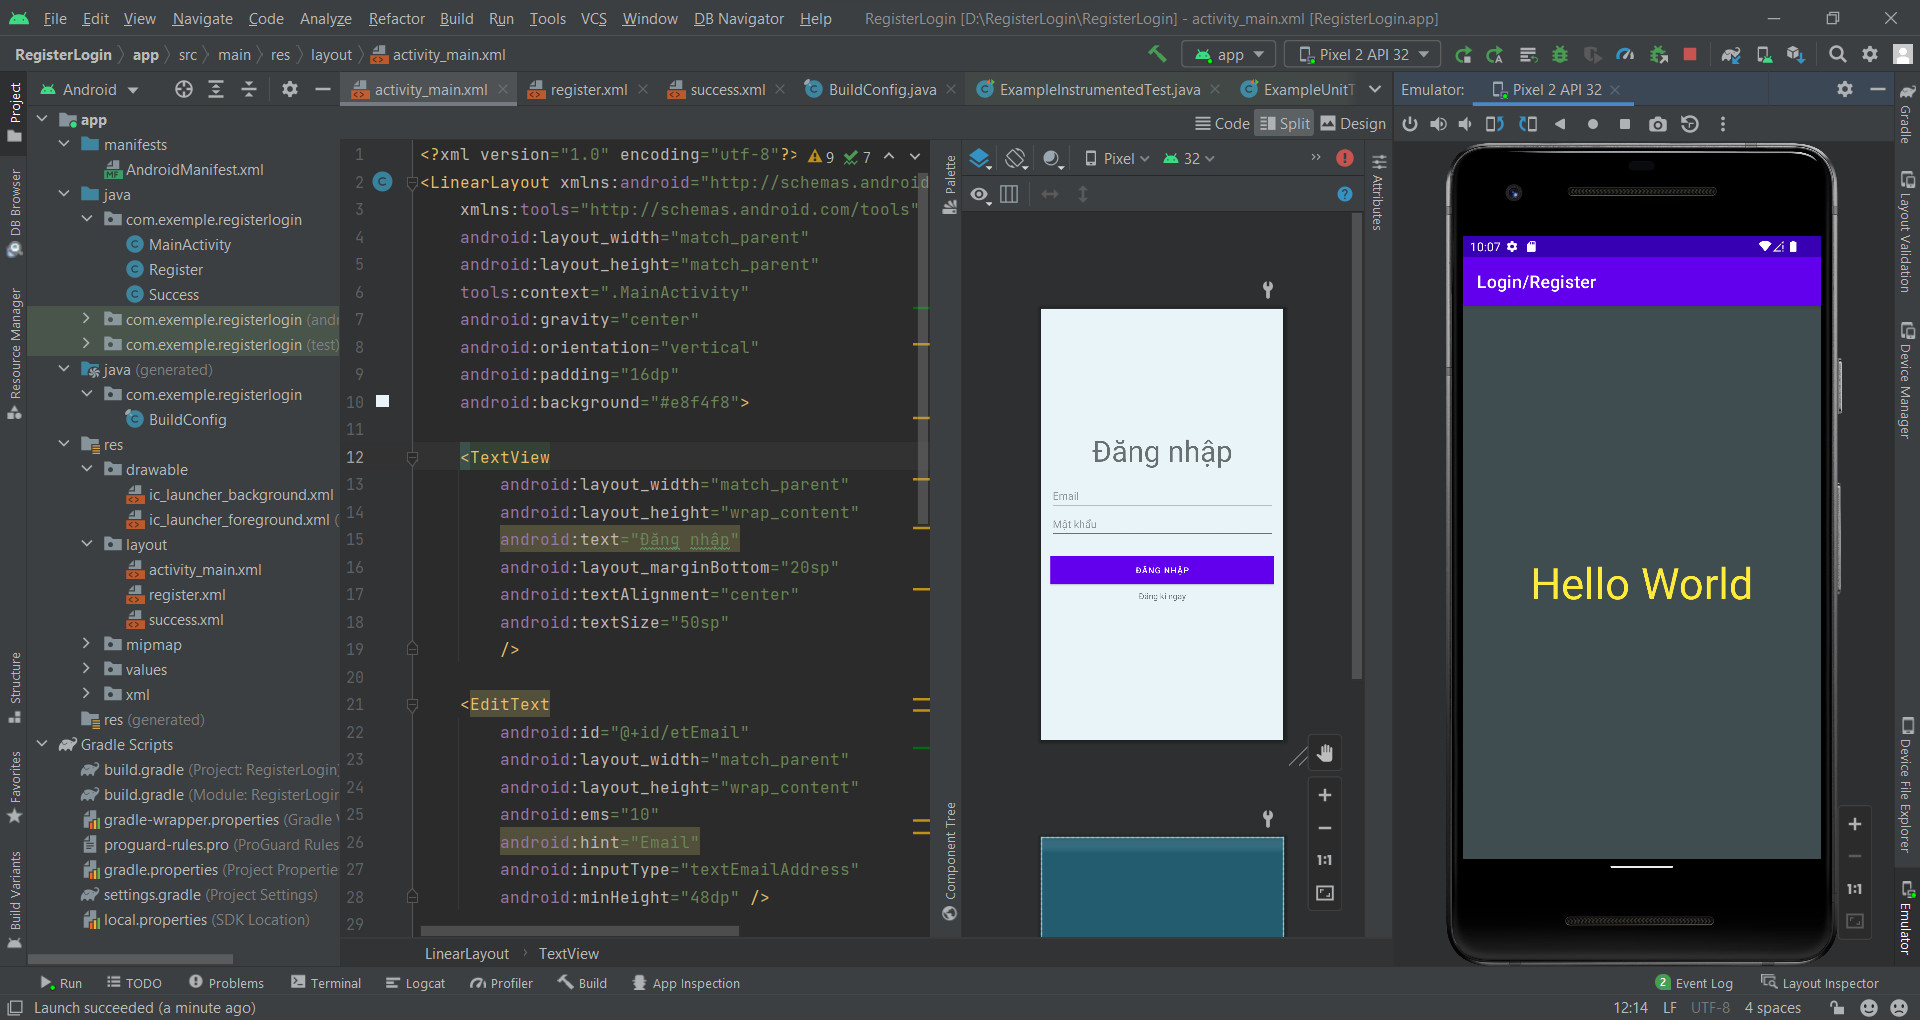 File Edit View Navigate Code Analyze Refactor Build Run Tools VCS Window DB Navigator Help RegisterLogin [D:\RegisterLogin\RegisterLogin] - activity_main.xml [RegisterLogin.app]
RegisterLogin app src main res layout activity_main.xml app Pixel 2 API 32
Project
DB Browser
Resource Manager
Structure
Favorites
Build Variants
Android
app
manifests
AndroidManifest.xml
java
com.exemple.registerlogin
MainActivity
Register
Success
com.exemple.registerlogin (andr
com.exemple.registerlogin (test)
java (generated)
com.exemple.registerlogin
BuildConfig
res
drawable
ic_launcher_background.xml
ic_launcher_foreground.xml (
layout
activity_main.xml
register.xml
success.xml
mipmap
values
xml
res (generated)
Gradle Scripts
build.gradle (Project: RegisterLogin)
build.gradle (Module: RegisterLogin
gradle-wrapper.properties (Gradle V
proguard-rules.pro (ProGuard Rules
gradle.properties (Project Propertie
settings.gradle (Project Settings)
local.properties (SDK Location)
activity_main.xml register.xml success.xml BuildConfig.java ExampleInstrumentedTest.java ExampleUnitT
Code Split Design
9 7
1 <?xml version="1.0" encoding="utf-8"?>
2 <LinearLayout xmlns:android="http://schemas.android
3 xmlns:tools="http://schemas.android.com/tools"
4 android:layout_width="match_parent"
5 android:layout_height="match_parent"
6 tools:context=".MainActivity"
7 android:gravity="center"
8 android:orientation="vertical"
9 android:padding="16dp"
10 android:background="#e8f4f8">
11
12 <TextView
13 android:layout_width="match_parent"
14 android:layout_height="wrap_content"
15 android:text="Đăng nhập"
16 android:layout_marginBottom="20sp"
17 android:textAlignment="center"
18 android:textSize="50sp"
19 />
20
21 <EditText
22 android:id="@+id/etEmail"
23 android:layout_width="match_parent"
24 android:layout_height="wrap_content"
25 android:ems="10"
26 android:hint="Email"
27 android:inputType="textEmailAddress"
28 android:minHeight="48dp" />
29
LinearLayout TextView
Palette
Component Tree
Pixel 32
Đăng nhập
Email
Mật khẩu
ĐĂNG NHẬP
Đăng kí ngay
1:1
Attributes
Emulator: Pixel 2 API 32
10:07
Login/Register
Hello World
1:1
Gradle
Layout Validation
Device Manager
Device File Explorer
Emulator
Run TODO Problems Terminal Logcat Profiler Build App Inspection 2 Event Log Layout Inspector
Launch succeeded (a minute ago) 12:14 LF UTF-8 4 spaces